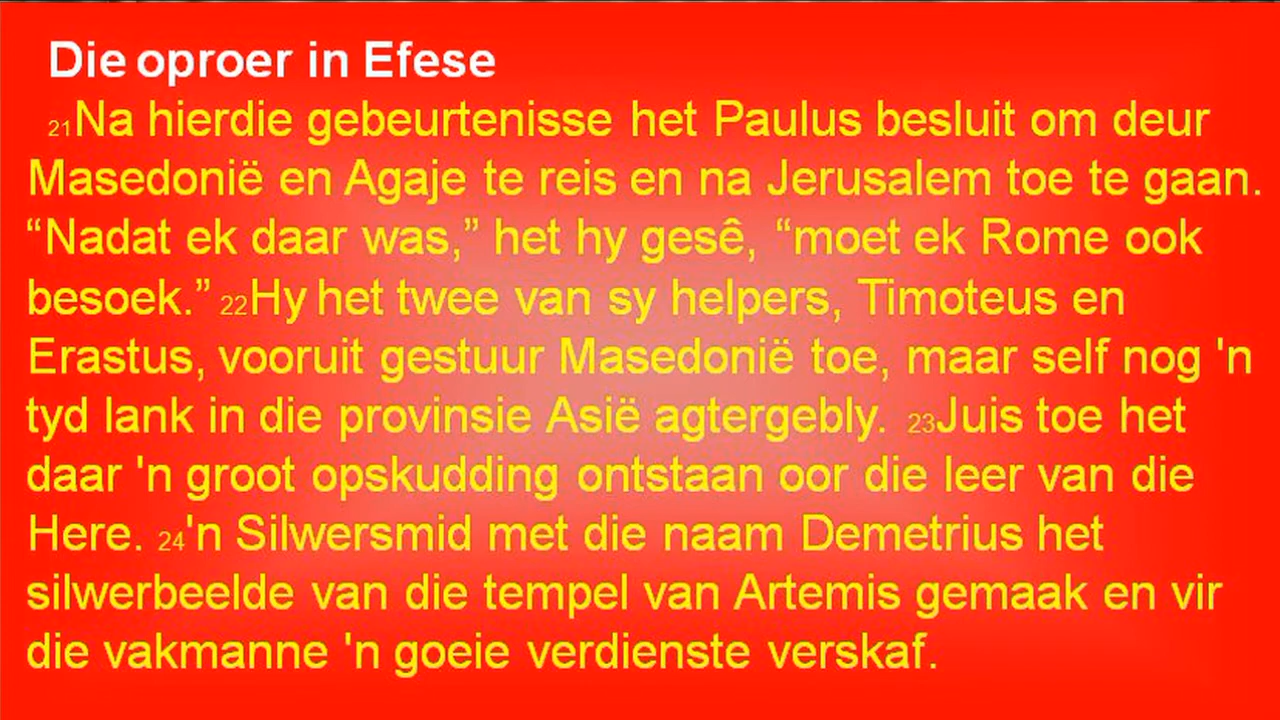 Die oproer in Efese
21Na hierdie gebeurtenisse het Paulus besluit om deur
Masedonië en Agaje te reis en na Jerusalem toe te gaan.
“Nadat ek daar was,” het hy gesê, “moet ek Rome ook
besoek.” 22Hy het twee van sy helpers, Timoteus en
Erastus, vooruit gestuur Masedonië toe, maar self nog 'n
tyd lank in die provinsie Asië agtergebly. 23Juis toe het
daar 'n groot opskudding ontstaan oor die leer van die
Here. 24'n Silwersmid met die naam Demetrius het
silwerbeelde van die tempel van Artemis gemaak en vir
die vakmanne 'n goeie verdienste verskaf.